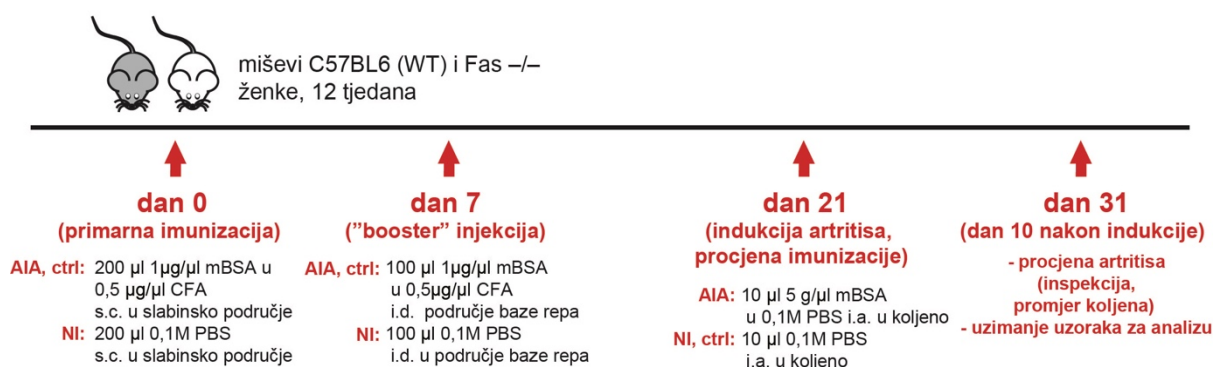 miševi C57BL6 (WT) i Fas –/–
ženke, 12 tjedana
dan 0
(primarna imunizacija)
AIA, ctrl: 200 µl 1µg/µl mBSA u
0,5 µg/µl CFA
s.c. u slabinsko područje
NI: 200 µl 0,1M PBS
s.c. u slabinsko područje
dan 7
(”booster” injekcija)
AIA, ctrl: 100 µl 1µg/µl mBSA
u 0,5µg/µl CFA
i.d. područje baze repa
NI: 100 µl 0,1M PBS
i.d. u područje baze repa
dan 21
(indukcija artritisa,
procjena imunizacije)
AIA: 10 µl 5 g/µl mBSA
u 0,1M PBS i.a. u koljeno
NI, ctrl: 10 µl 0,1M PBS
i.a. u koljeno
dan 31
(dan 10 nakon indukcije)
- procjena artritisa
(inspekcija,
promjer koljena)
- uzimanje uzoraka za analizu